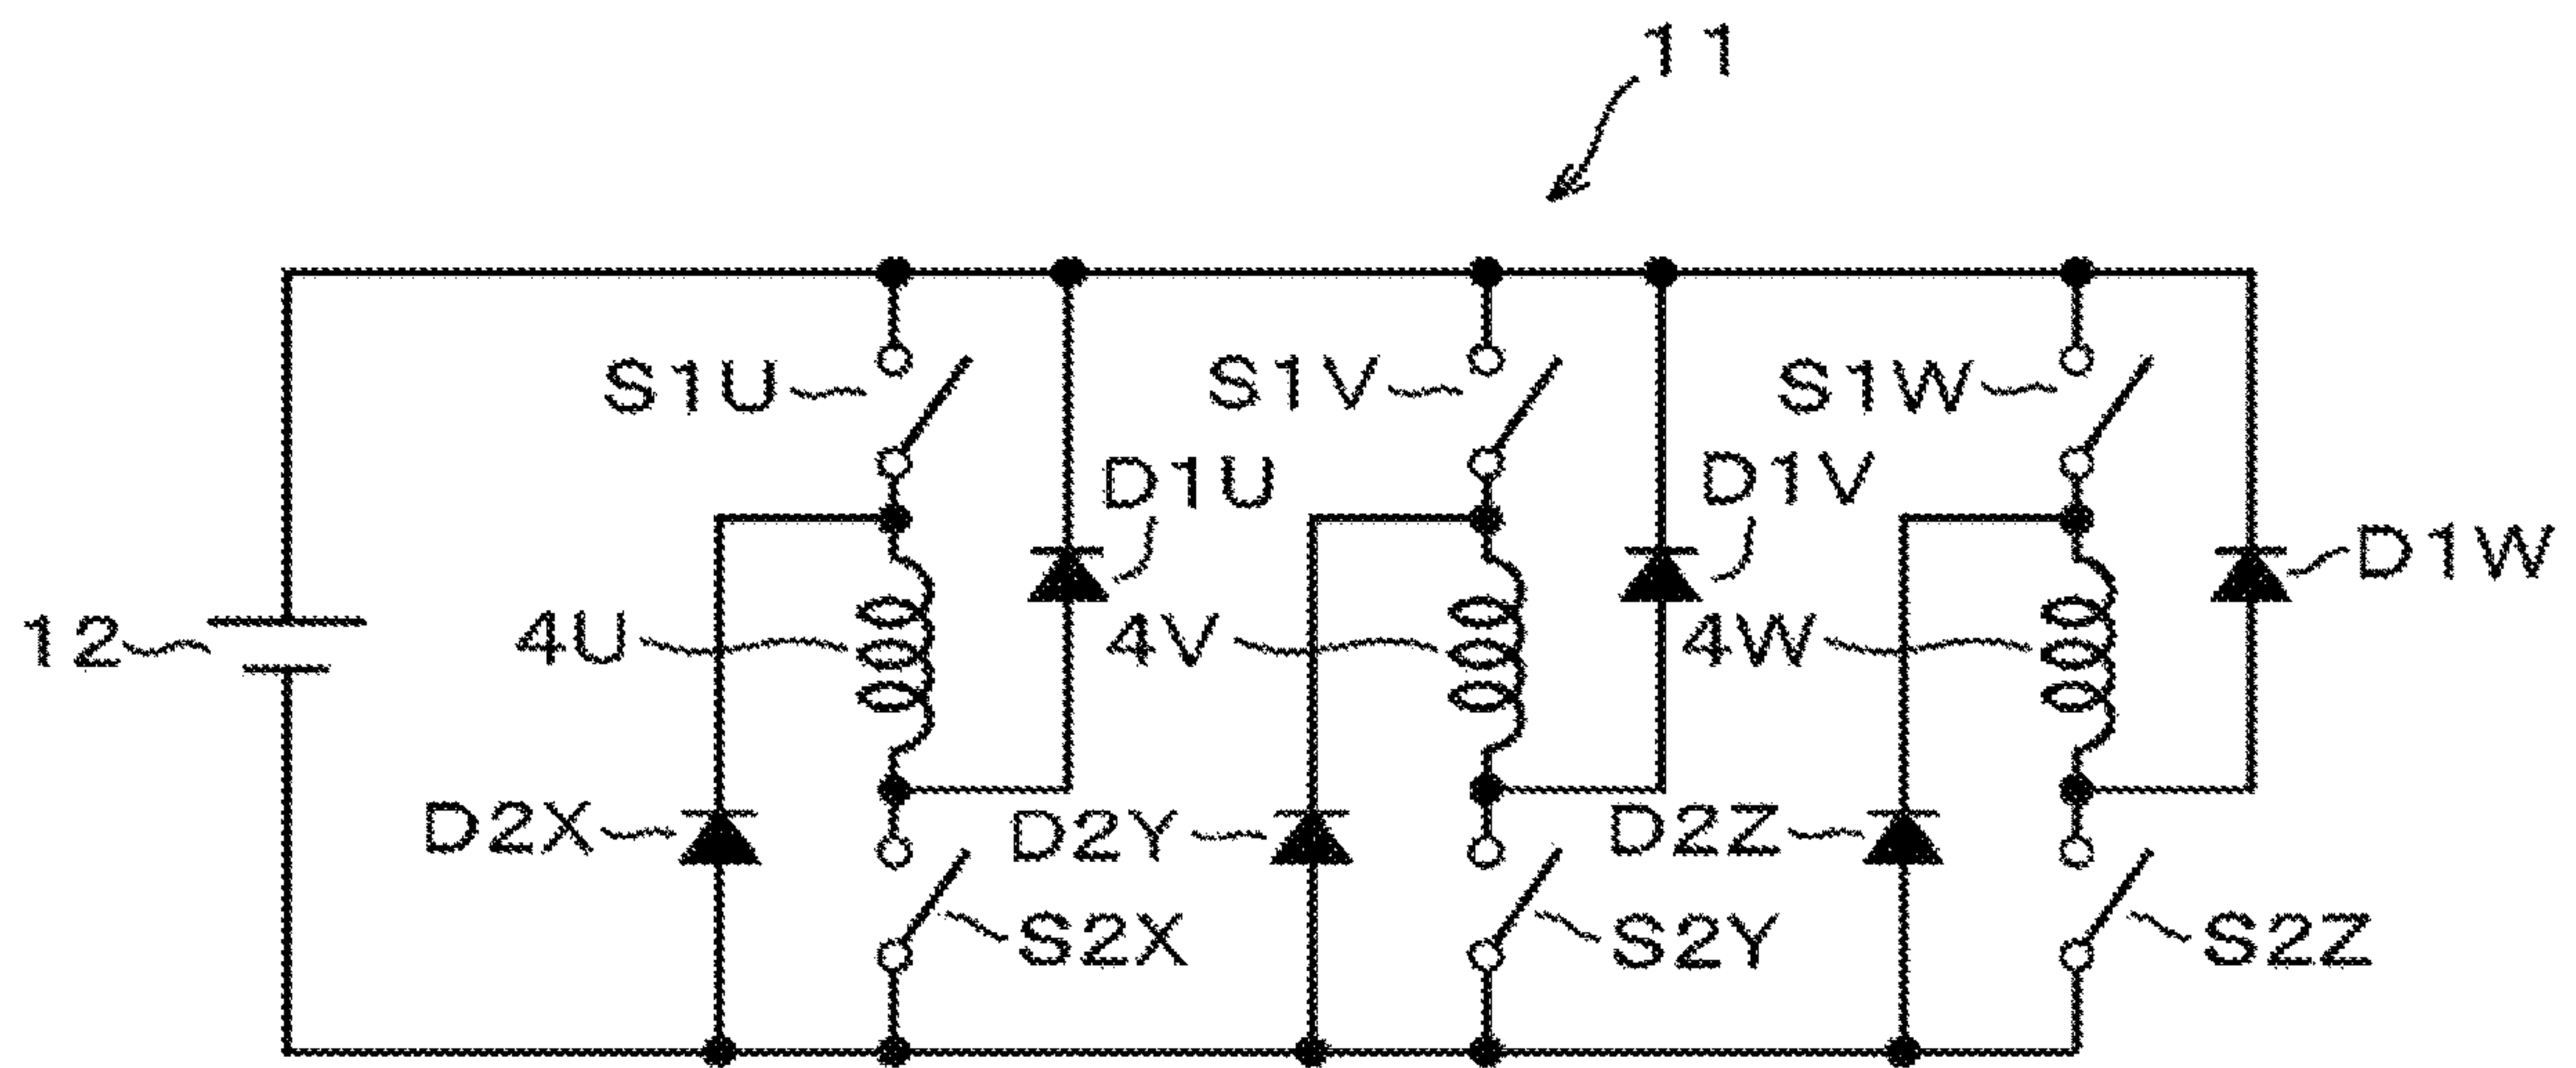 11
S1U
S1V
S1W
D1U
D1V
D1W
12
4U
4V
4W
D2X
D2Y
D2Z
S2X
S2Y
S2Z